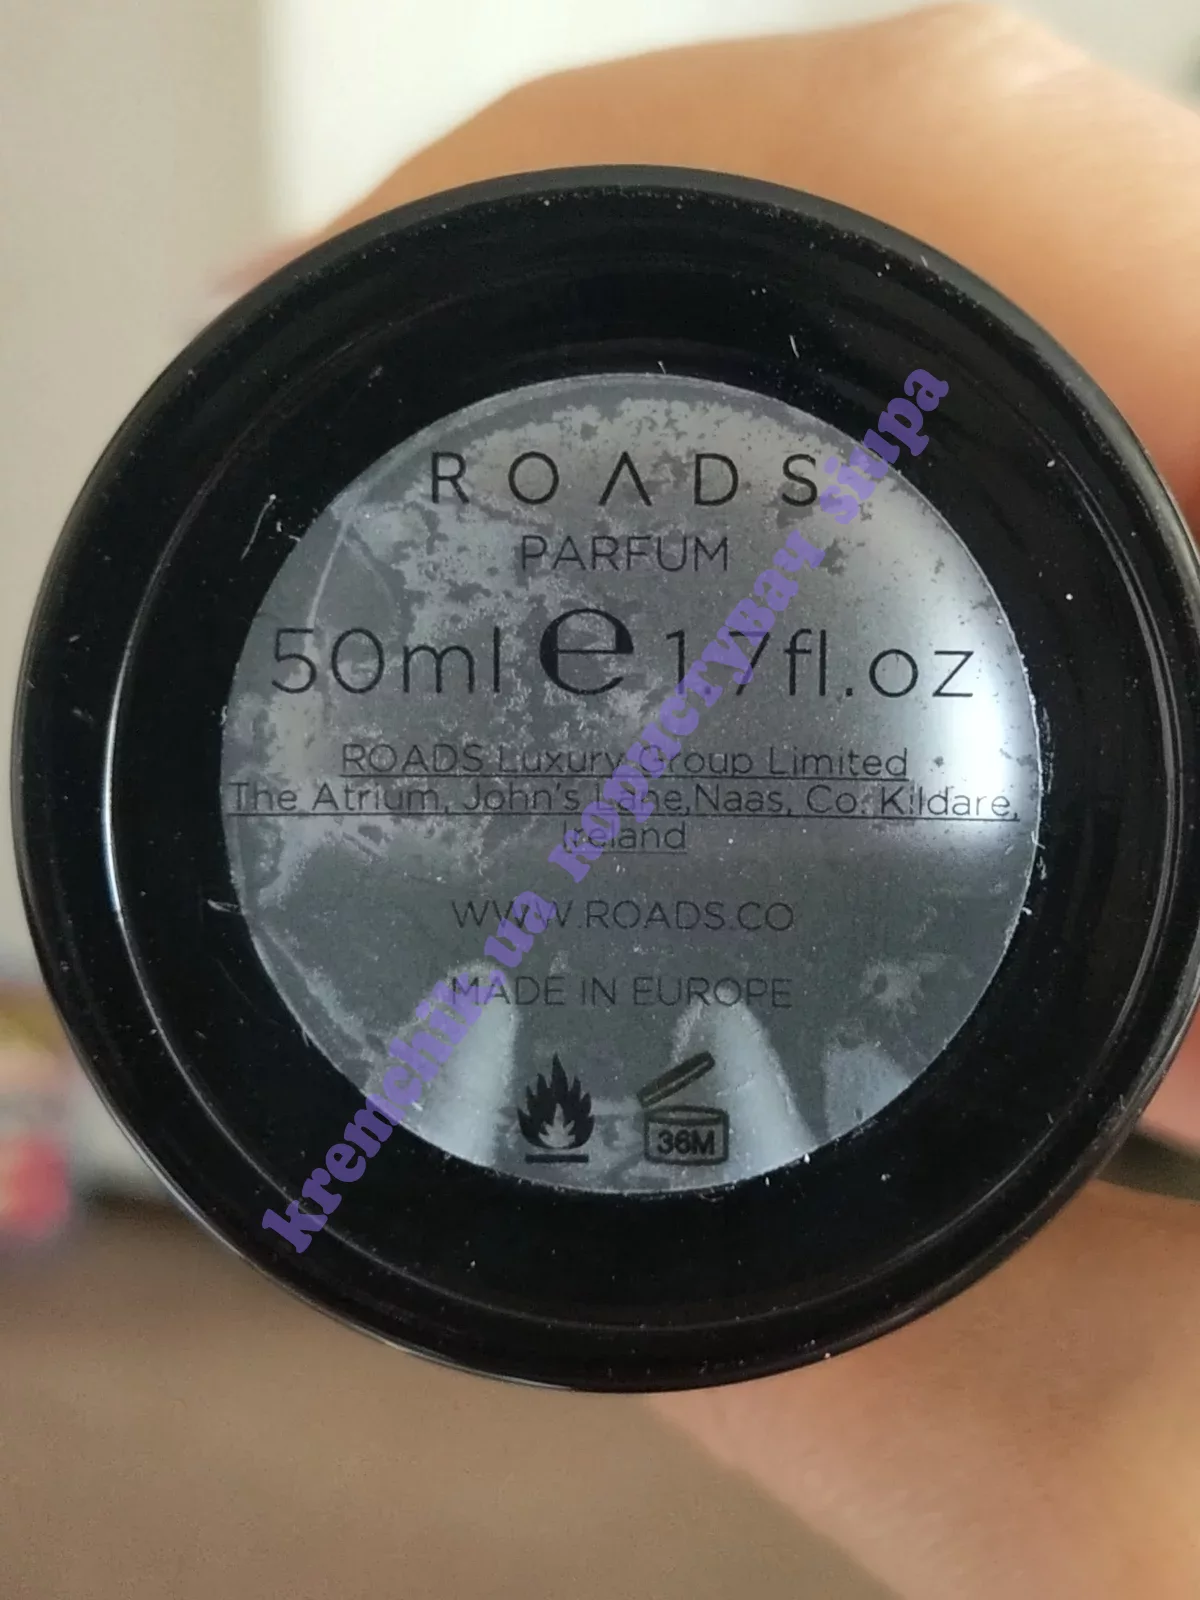 ROADS
PARFUM
50ml e 1.7fl.oz
ROADS Luxury Group Limited
The Atrium, John's Lane,Naas, Co. Kildare,
Ireland
WWW.ROADS.CO
MADE IN EUROPE
36M
kremchik.ua користувач siupa